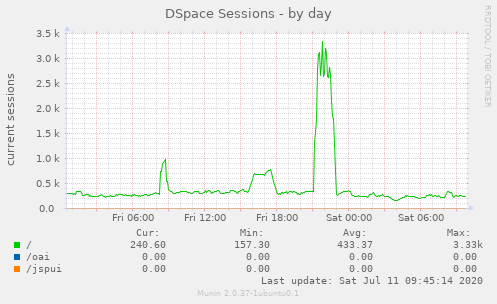 DSpace Sessions - by day
RRDTOOL / TOBI OETIKER
current sessions
3.5 k
3.0 k
2.5 k
2.0 k
1.5 k
1.0 k
0.5 k
0.0
Fri 06:00 Fri 12:00 Fri 18:00 Sat 00:00 Sat 06:00
Cur: Min: Avg: Max:
/ 240.60 157.30 433.37 3.33k
/oai 0.00 0.00 0.00 0.00
/jspui 0.00 0.00 0.00 0.00
Last update: Sat Jul 11 09:45:14 2020
Munin 2.0.37-1ubuntu0.1